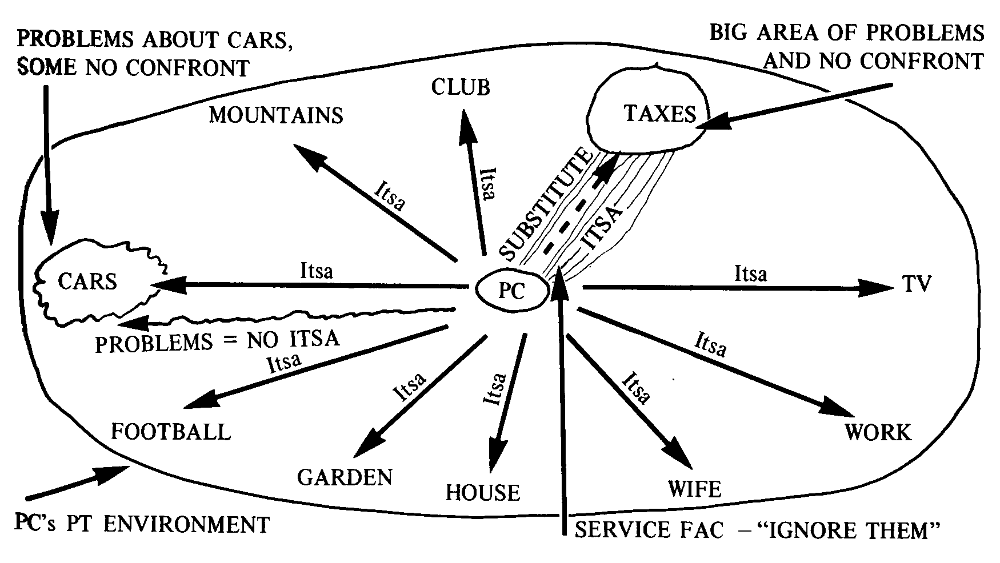 PROBLEMS ABOUT CARS,
SOME NO CONFRONT
BIG AREA OF PROBLEMS
AND NO CONFRONT
CLUB
MOUNTAINS
TAXES
Itsa
Itsa
SUBSTITUTE
ITSA
CARS
Itsa
PC
Itsa
TV
PROBLEMS = NO ITSA
Itsa
Itsa
Itsa
Itsa
Itsa
FOOTBALL
WORK
GARDEN
HOUSE
WIFE
PC's PT ENVIRONMENT
SERVICE FAC – "IGNORE THEM"